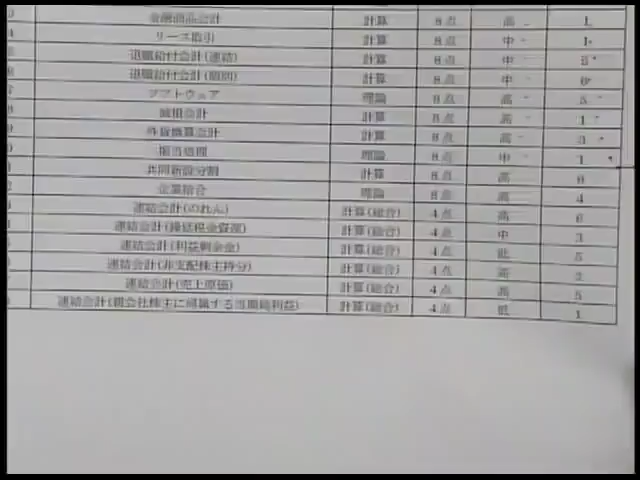 金融商品会計 計算 8点 高 1
リース取引 計算 8点 中 1
退職給付会計(連結) 計算 8点 中 5
退職給付会計(個別) 計算 8点 中
ソフトウェア 理論 8点 高 5
減損会計 計算 8点 高 1
外貨換算会計 計算 8点 高 3
理論 8点 中 1
共同新設分割 計算 8点 高 6
企業結合 理論 8点 高 4
連結会計(のれん) 計算(総合) 4点 高 6
連結会計(繰延税金資産) 計算(総合) 4点 中 3
連結会計(利益剰余金) 計算(総合) 4点 低 5
連結会計(非支配株主持分) 計算(総合) 4点 高 2
連結会計(売上原価) 計算(総合) 4点 高 5
連結会計(親会社株主に帰属する当期純利益) 計算(総合) 4点 低 1